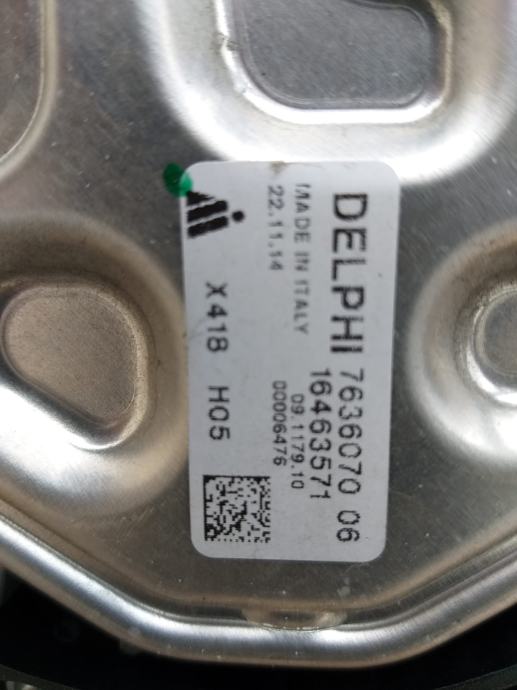 DELPHI 7636070 06
16463571
MADE IN ITALY 09.1179.10
22.11.14 00006476
X418 H05